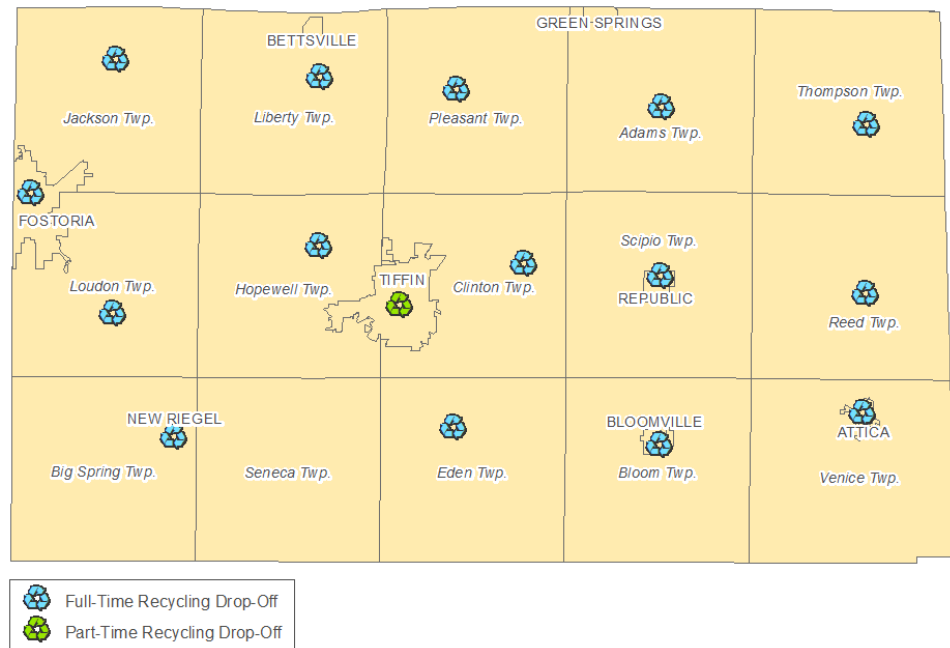 GREEN SPRINGS
BETTSVILLE
Thompson Twp.
Jackson Twp.
Liberty Twp.
Pleasant Twp.
Adams Twp.
FOSTORIA
Scipio Twp.
TIFFIN
Loudon Twp.
Hopewell Twp.
Clinton Twp.
REPUBLIC
Reed Twp.
NEW RIEGEL
BLOOMVILLE
ATTICA
Big Spring Twp.
Seneca Twp.
Eden Twp.
Bloom Twp.
Venice Twp.
Full-Time Recycling Drop-Off
Part-Time Recycling Drop-Off